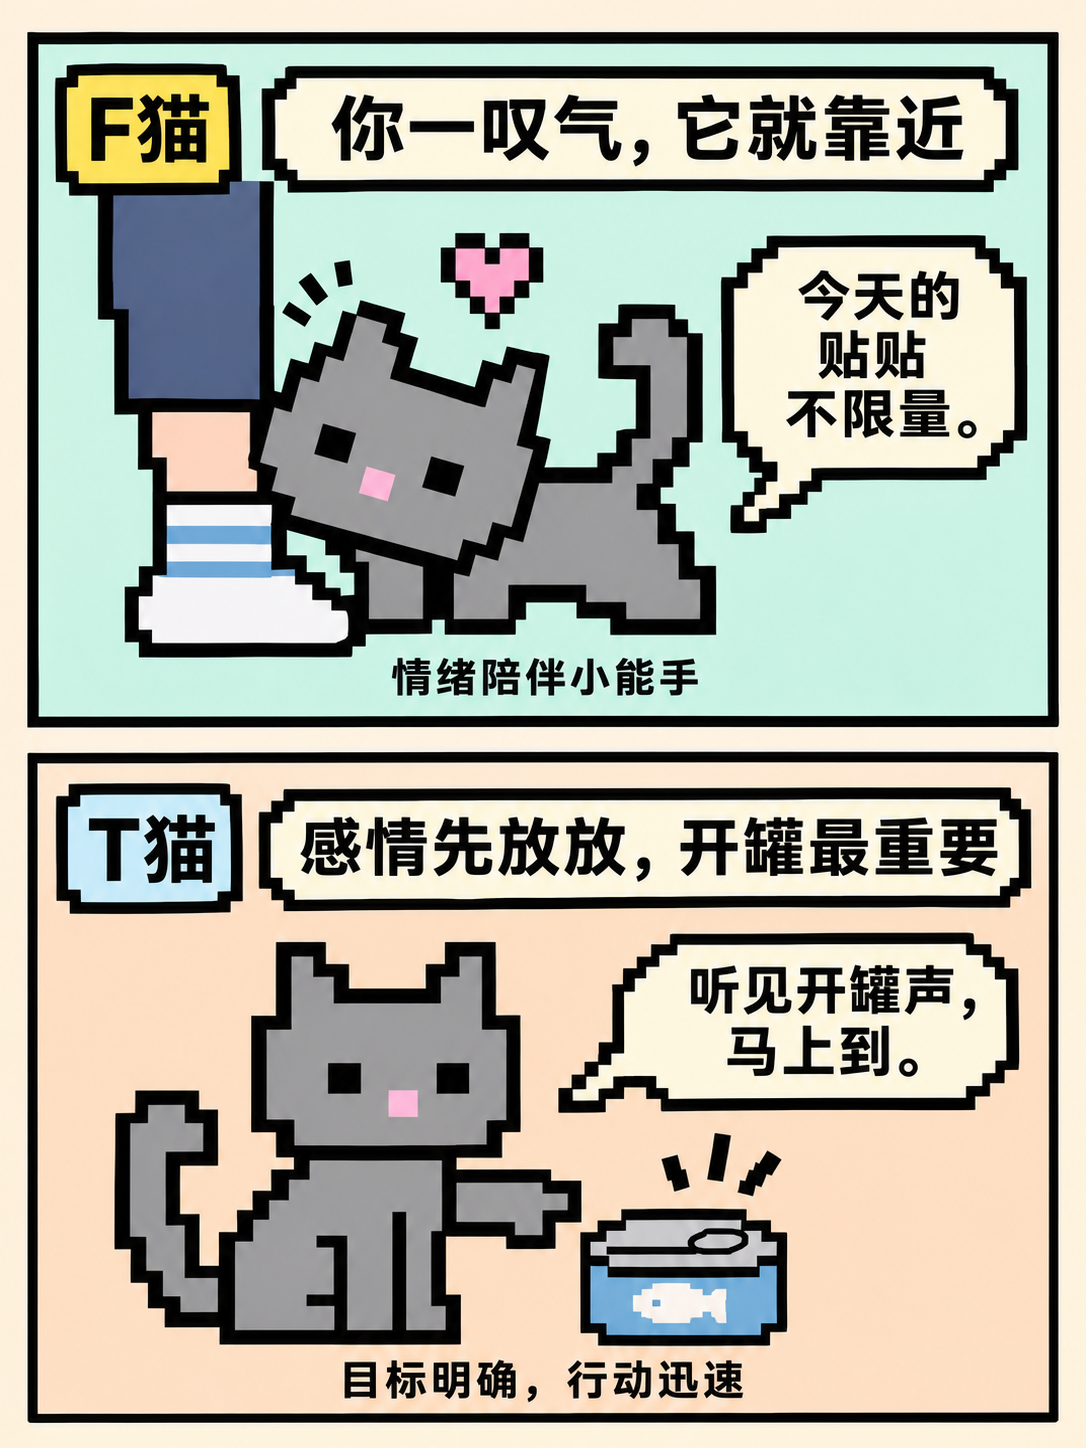 F猫
你一叹气，它就靠近
今天的
贴贴
不限量。
情绪陪伴小能手
T猫
感情先放放，开罐最重要
听见开罐声，
马上到。
目标明确，行动迅速